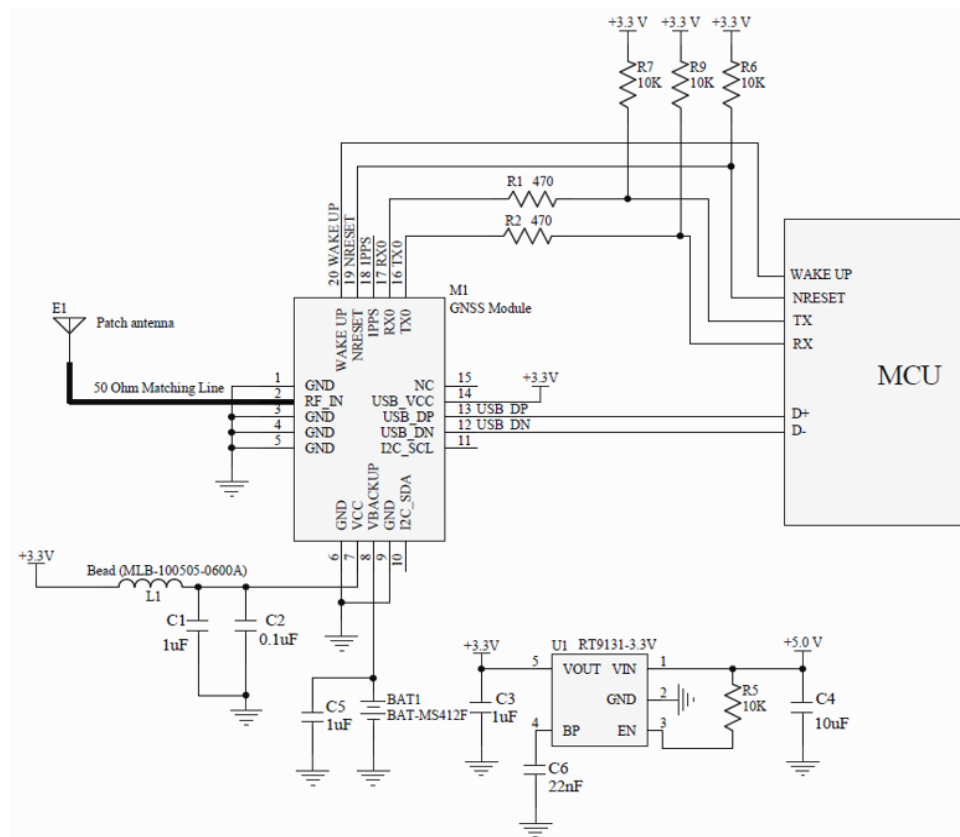 +3.3 V
+3.3 V
+3.3 V
R7
10K
R9
10K
R6
10K
R1 470
R2 470
20 WAKE UP
19 NRESET
18 1PPS
17 RX0
16 TX0
E1
Patch antenna
M1
GNSS Module
WAKE UP
NRESET
1PPS
RX0
TX0
WAKE UP
NRESET
TX
RX
MCU
D+
D-
50 Ohm Matching Line
1
2
3
4
5
GND
RF_IN
GND
GND
GND
NC
USB_VCC
USB_DP
USB_DN
I2C_SCL
15
14
13 USB_DP
12 USB_DN
11
+3.3V
GND
VCC
VBACKUP
GND
I2C_SDA
6
7
8
9
10
+3.3V
Bead (MLB-100505-0600A)
L1
C1
1uF
C2
0.1uF
C5
1uF
BAT1
BAT-MS412F
+3.3V
U1 RT9131-3.3V
+5.0 V
5
VOUT
VIN
1
GND
2
4
BP
EN
3
C3
1uF
R5
10K
C4
10uF
C6
22nF